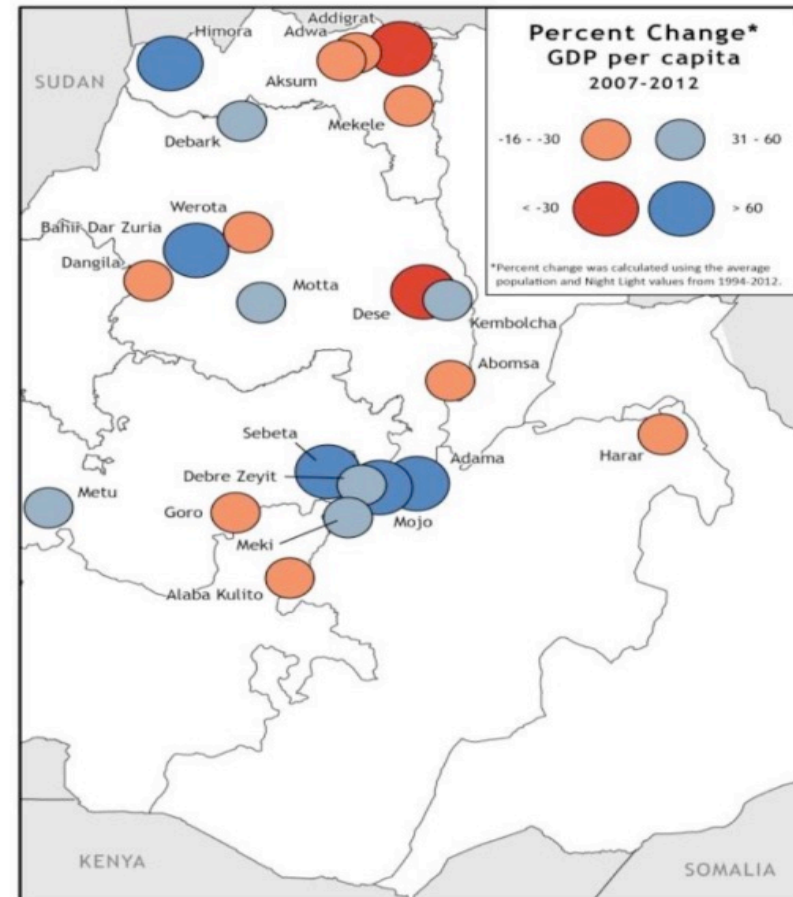 Himora
Addigrat
Adwa
Aksum
SUDAN
Debark
Mekele
Percent Change*
GDP per capita
2007-2012
-16 - -30
31 - 60
< -30
> 60
*Percent change was calculated using the average
population and Night Light values from 1994-2012.
Werota
Bahir Dar Zuria
Dangila
Motta
Dese
Kembolcha
Abomsa
Sebeta
Adama
Harar
Debre Zeyit
Metu
Goro
Mojo
Meki
Alaba Kulito
KENYA
SOMALIA